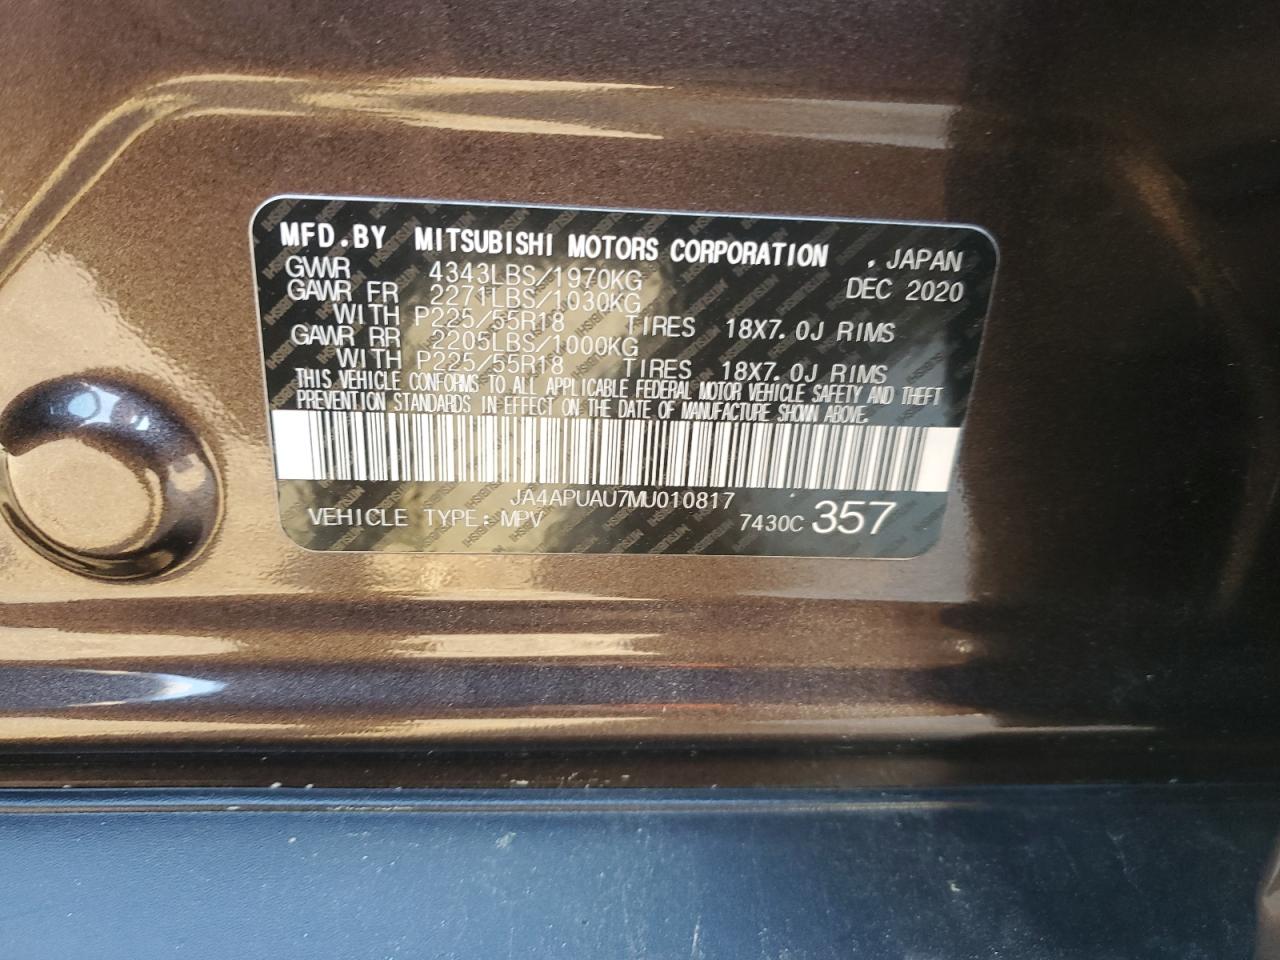 MFD.BY MITSUBISHI MOTORS CORPORATION . JAPAN
GVWR 4343LBS/1970KG DEC 2020
GAWR FR 2271LBS/1030KG
WITH P225/55R18 TIRES 18X7.0J RIMS
GAWR RR 2205LBS/1000KG
WITH P225/55R18 TIRES 18X7.0J RIMS
THIS VEHICLE CONFORMS TO ALL APPLICABLE FEDERAL MOTOR VEHICLE SAFETY AND THEFT
PREVENTION STANDARDS IN EFFECT ON THE DATE OF MANUFACTURE SHOWN ABOVE.
JA4APUAU7MU010817
VEHICLE TYPE: MPV 7430C 357